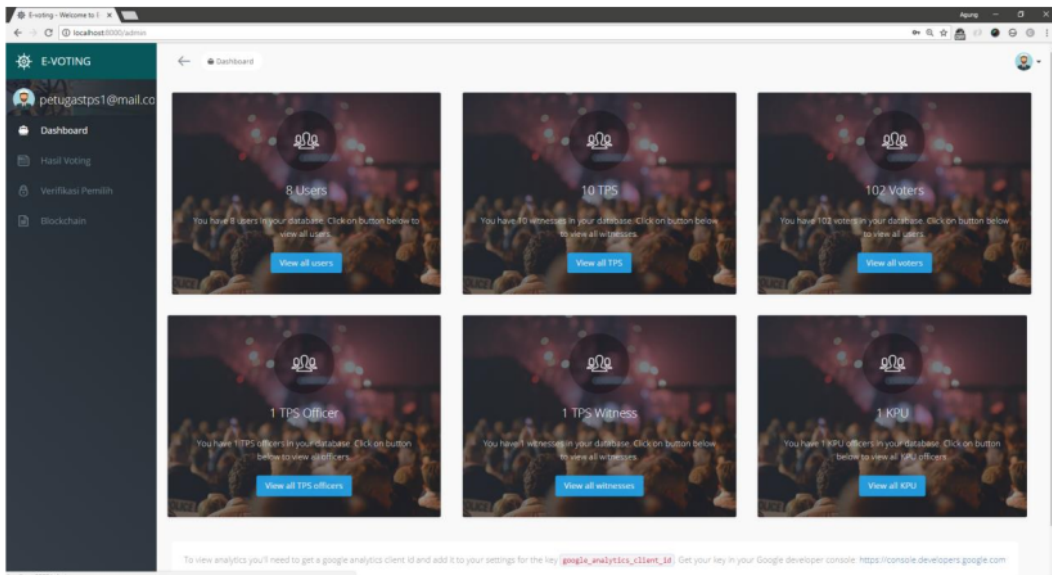 E-voting - Welcome to E
Agung
localhost:8000/admin
E-VOTING
Dashboard
petugastps1@mail.co
Dashboard
Hasil Voting
Verifikasi Pemilih
Blockchain
8 Users
You have 8 users in your database. Click on button below to
view all users.
View all users
10 TPS
You have 10 witnesses in your database. Click on button below
to view all witnesses.
View all TPS
102 Voters
You have 102 voters in your database. Click on button below
to view all users.
View all voters
1 TPS Officer
You have 1 TPS officers in your database. Click on button
below to view all officers.
View all TPS officers
1 TPS Witness
You have 1 witnesses in your database. Click on button below
to view all witnesses.
View all witnesses
1 KPU
You have 1 KPU officers in your database. Click on button
below to view all KPU officers.
View all KPU
To view analytics you'll need to get a google analytics client id and add it to your settings for the key google_analytics_client_id. Get your key in your Google developer console. https://console.developers.google.com